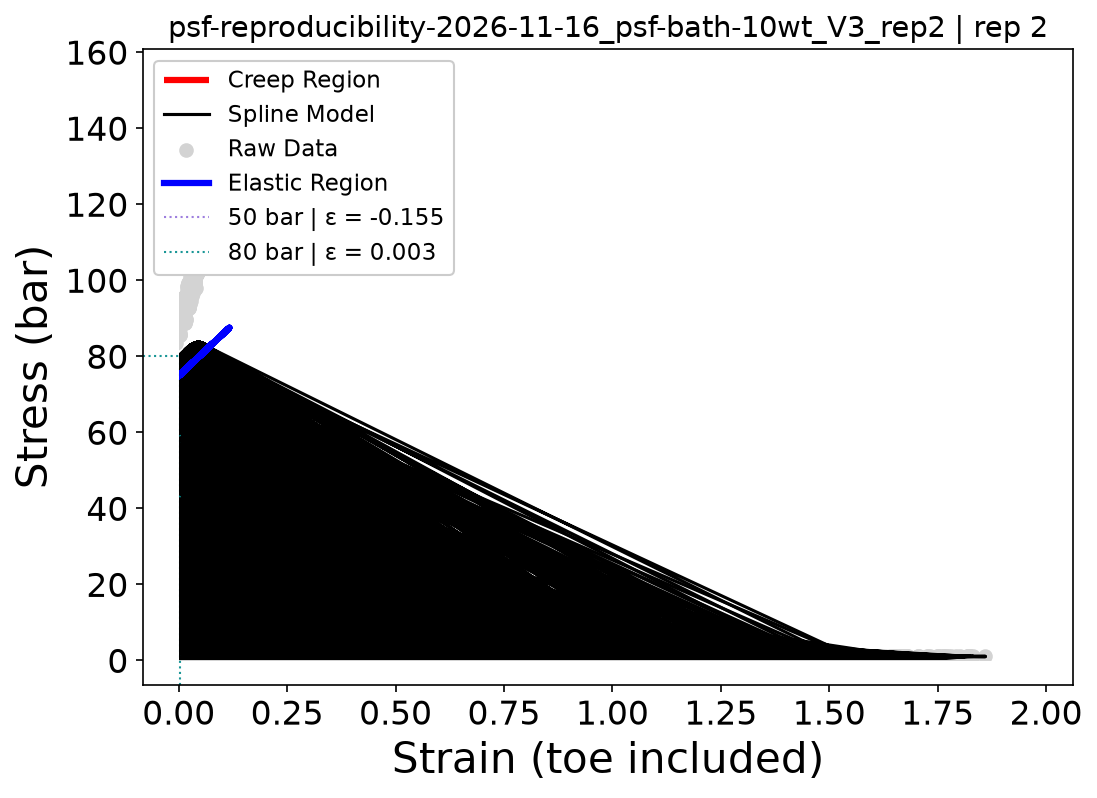 psf-reproducibility-2026-11-16_psf-bath-10wt_V3_rep2 | rep 2
160
140
120
100
80
60
40
20
0
Stress (bar)
Creep Region
Spline Model
Raw Data
Elastic Region
50 bar | ε = -0.155
80 bar | ε = 0.003
0.00 0.25 0.50 0.75 1.00 1.25 1.50 1.75 2.00
Strain (toe included)